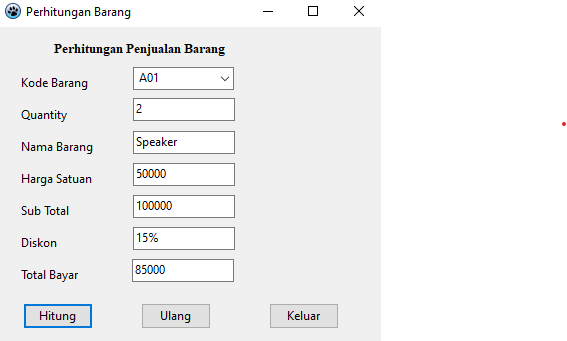 Perhitungan Barang
Perhitungan Penjualan Barang
Kode Barang A01
Quantity 2
Nama Barang Speaker
Harga Satuan 50000
Sub Total 100000
Diskon 15%
Total Bayar 85000
Hitung Ulang Keluar